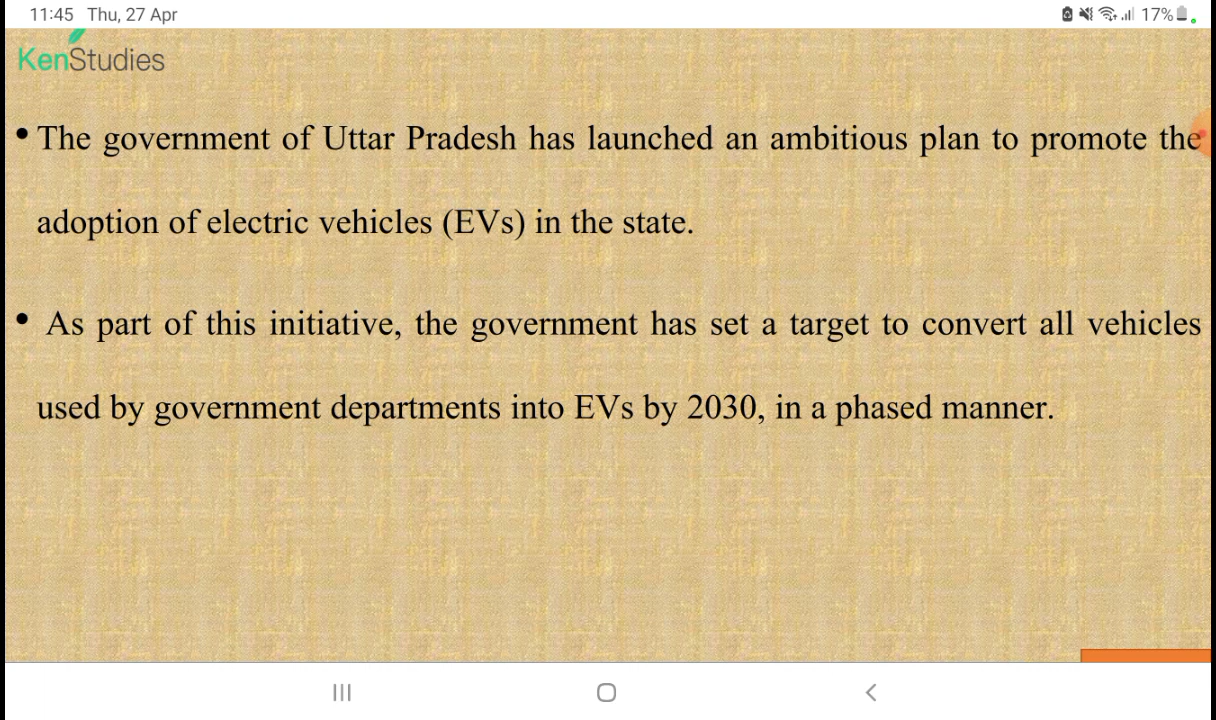 11:45 Thu, 27 Apr 17%
KenStudies
• The government of Uttar Pradesh has launched an ambitious plan to promote the
adoption of electric vehicles (EVs) in the state.
• As part of this initiative, the government has set a target to convert all vehicles
used by government departments into EVs by 2030, in a phased manner.